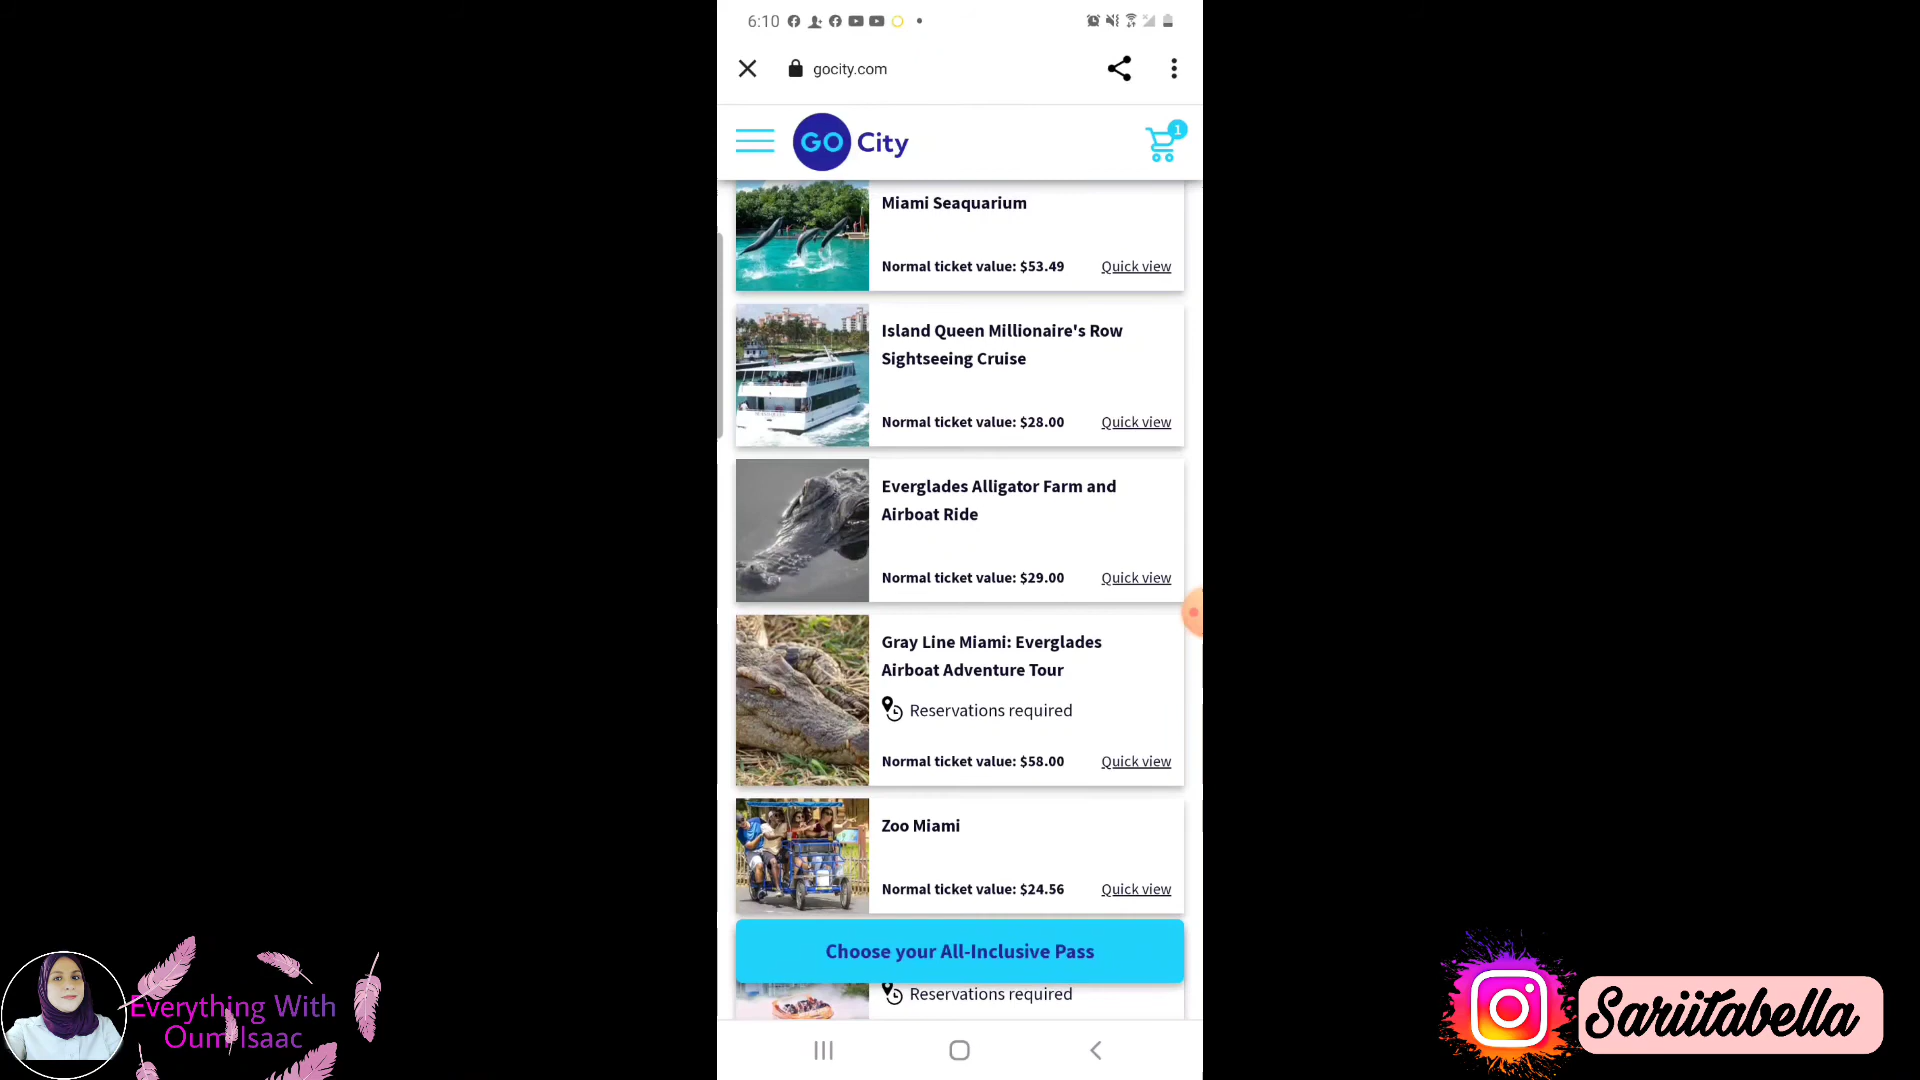 6:10
gocity.com
GO City
1
Miami Seaquarium
Normal ticket value: $53.49 Quick view
Island Queen Millionaire's Row
Sightseeing Cruise
Normal ticket value: $28.00 Quick view
Everglades Alligator Farm and
Airboat Ride
Normal ticket value: $29.00 Quick view
Gray Line Miami: Everglades
Airboat Adventure Tour
Reservations required
Normal ticket value: $58.00 Quick view
Zoo Miami
Normal ticket value: $24.56 Quick view
Choose your All-Inclusive Pass
Reservations required
Everything With
Oum Isaac
Sariitabella